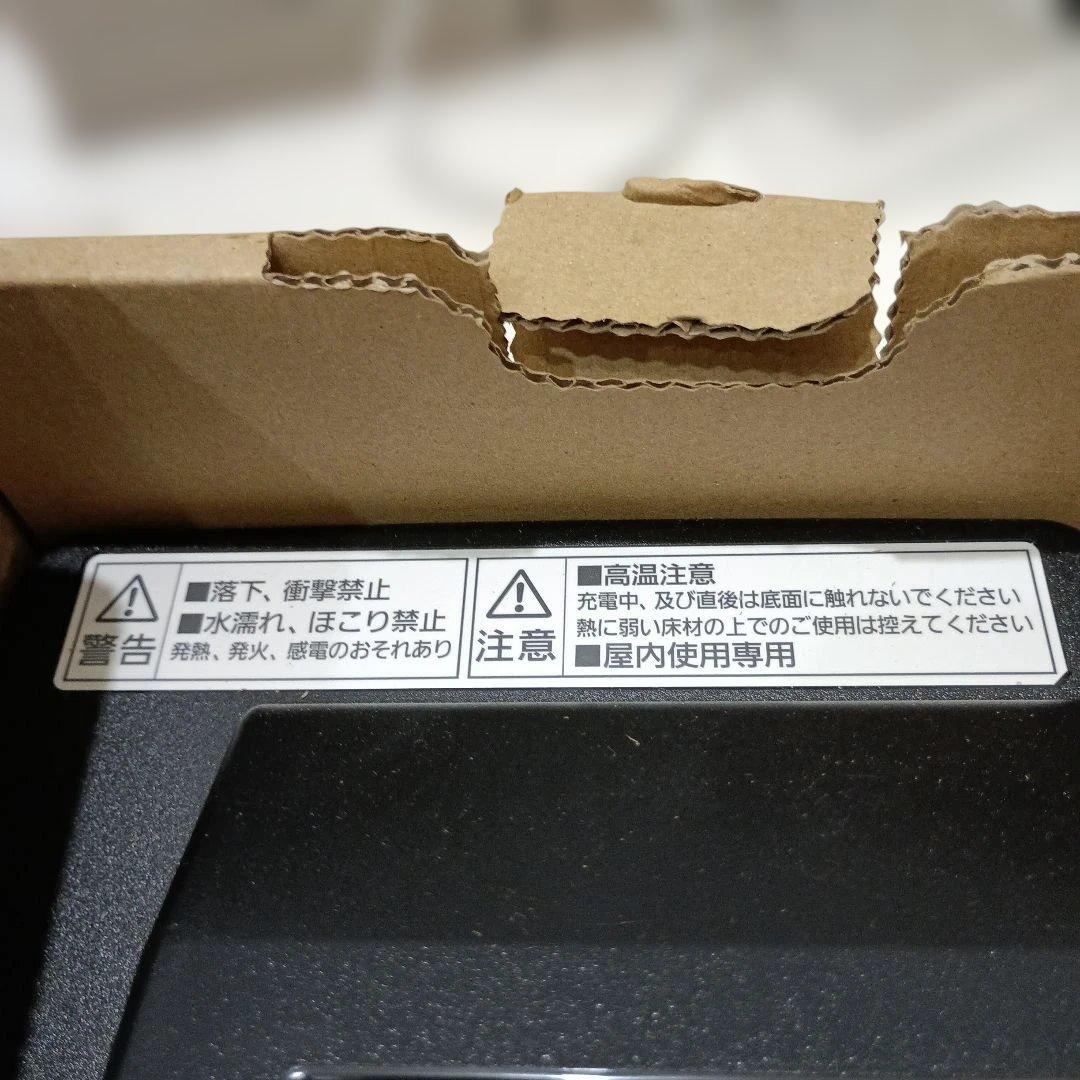 警告
■落下、衝撃禁止
■水濡れ、ほこり禁止
発熱、発火、感電のおそれあり
注意
■高温注意
充電中、及び直後は底面に触れないでください
熱に弱い床材の上でのご使用は控えてください
■屋内使用専用